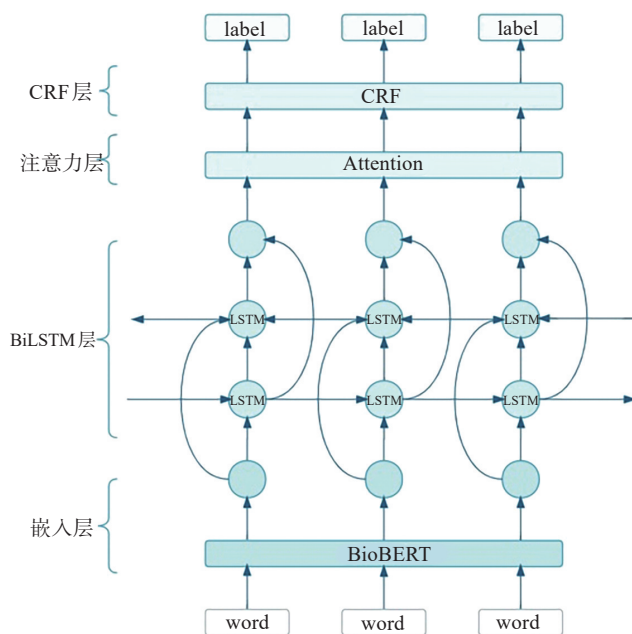 label label label
CRF层
CRF
注意力层
Attention
LSTM LSTM LSTM
BiLSTM层
LSTM LSTM LSTM
嵌入层
BioBERT
word word word